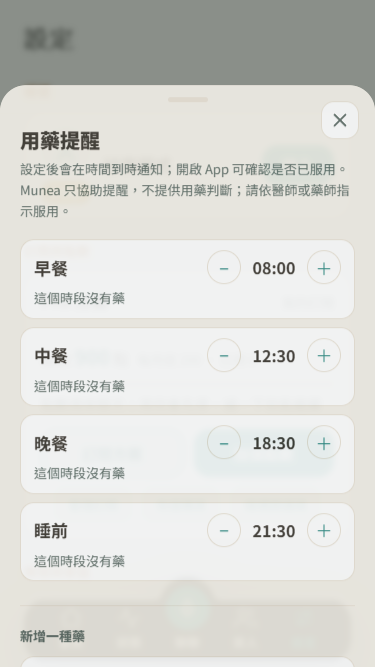 設定
用藥提醒
設定後會在時間到時通知；開啟 App 可確認是否已服用。
Munea 只協助提醒，不提供用藥判斷；請依醫師或藥師指
示服用。
早餐
− 08:00 +
這個時段沒有藥
中餐
− 12:30 +
這個時段沒有藥
晚餐
− 18:30 +
這個時段沒有藥
睡前
− 21:30 +
這個時段沒有藥
新增一種藥